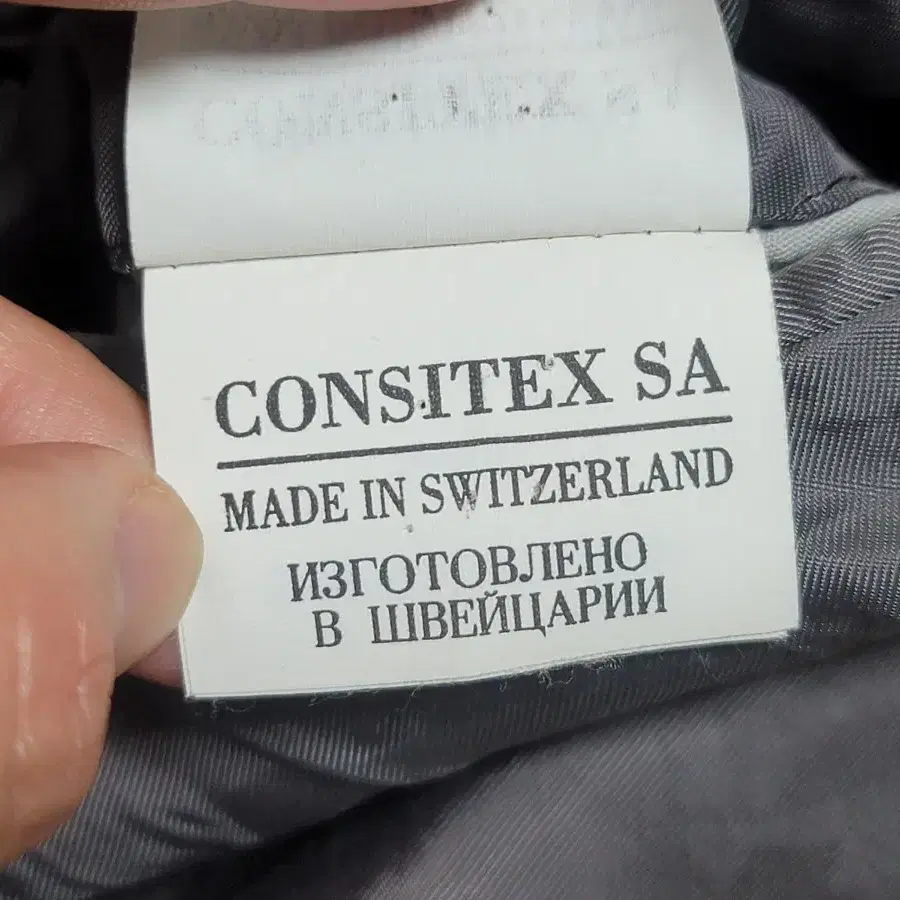 CONSITEX SA
MADE IN SWITZERLAND
ИЗГОТОВЛЕНО
В ШВЕЙЦАРИИ